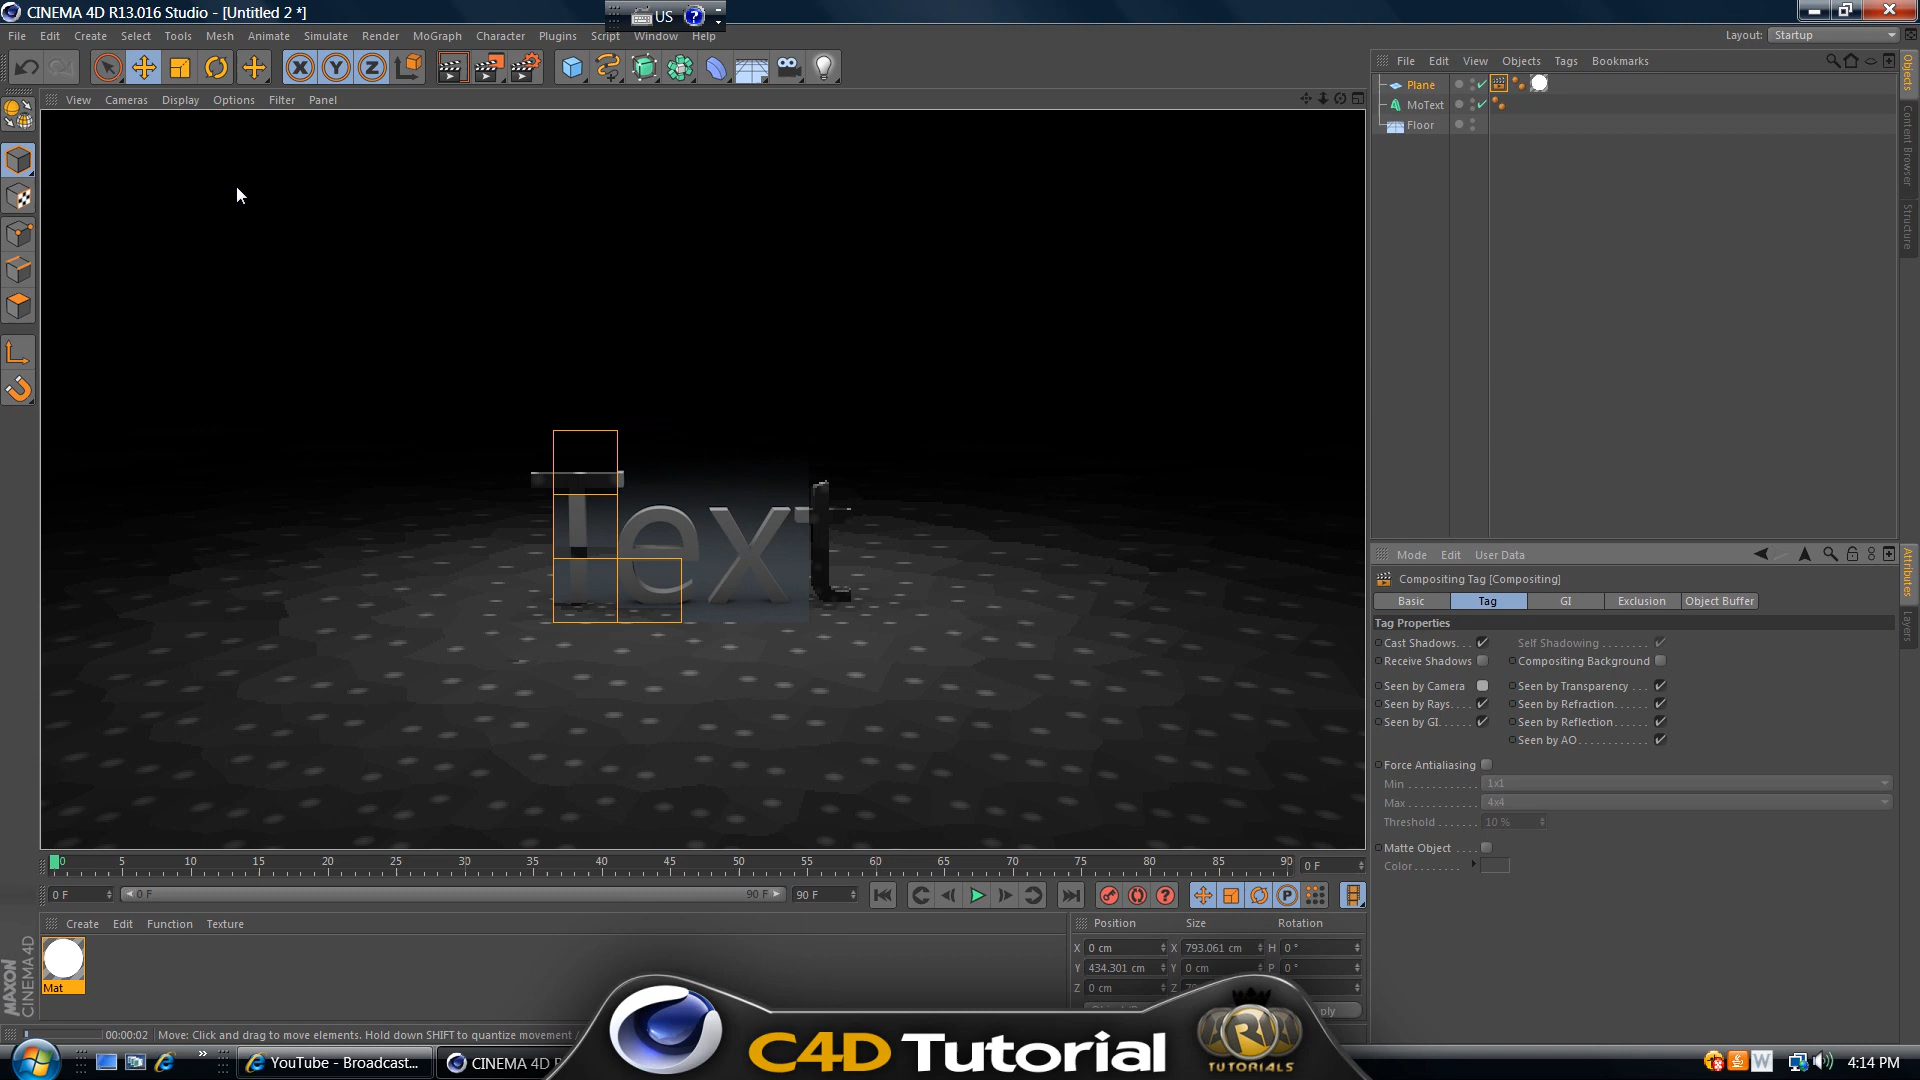 CINEMA 4D R13.016 Studio - [Untitled 2 *]
US
?
File Edit Create Select Tools Mesh Animate Simulate Render MoGraph Character Plugins Script Window Help
Layout: Startup
X Y Z
File Edit View Objects Tags Bookmarks
View Cameras Display Options Filter Panel
Plane
MoText
Floor
Objects
Content Browser
Structure
Text
Mode Edit User Data
Compositing Tag [Compositing]
Basic Tag GI Exclusion Object Buffer
Tag Properties
Cast Shadows. . . Self Shadowing . . . . . . . .
Receive Shadows Compositing Background
Seen by Camera Seen by Transparency . . .
Seen by Rays. . . . Seen by Refraction. . . . . .
Seen by GI. . . . . . Seen by Reflection. . . . . .
Seen by AO. . . . . . . . . . . .
Force Antialiasing
Min . . . . . . . . . . . . 1x1
Max . . . . . . . . . . . 4x4
Threshold . . . . . . . 10 %
Matte Object . . . .
Color. . . . . . . .
Attributes
Layers
0 5 10 15 20 25 30 35 40 45 50 55 60 65 70 75 80 85 90
0 F
0 F 0 F 90 F 90 F
?
P
Create Edit Function Texture
Position Size Rotation
X 0 cm X 793.061 cm H 0 °
Y 434.301 cm Y 0 cm P 0 °
Z 0 cm Z
Mat
MAXON
CINEMA 4D
00:00:02 Move: Click and drag to move elements. Hold down SHIFT to quantize movement /
YouTube - Broadcast...
CINEMA 4D
C4D Tutorial
R
TUTORIALS
W
4:14 PM